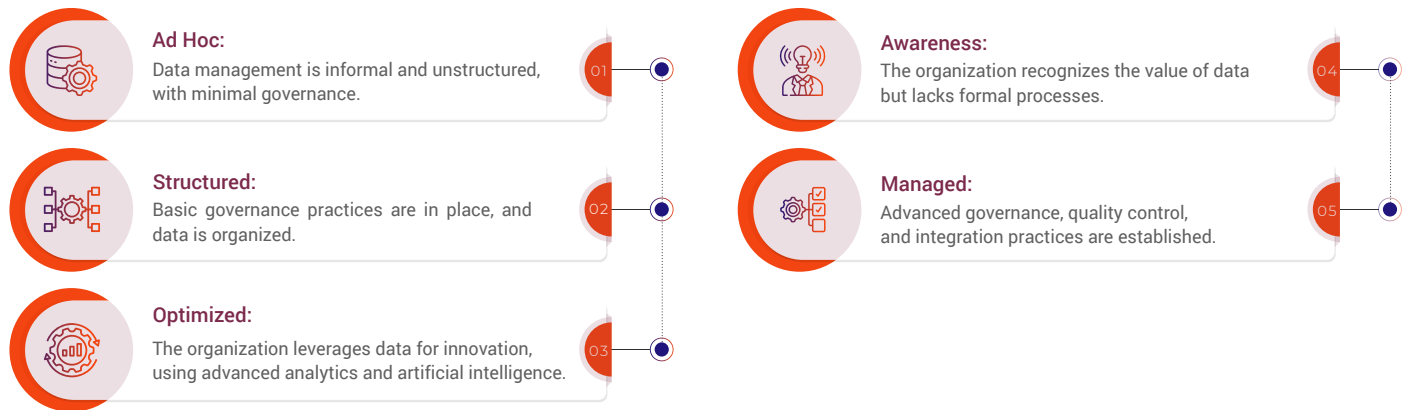 Ad Hoc:
Data management is informal and unstructured,
with minimal governance.
01
Structured:
Basic governance practices are in place, and
data is organized.
02
Optimized:
The organization leverages data for innovation,
using advanced analytics and artificial intelligence.
03
Awareness:
The organization recognizes the value of data
but lacks formal processes.
04
Managed:
Advanced governance, quality control,
and integration practices are established.
05